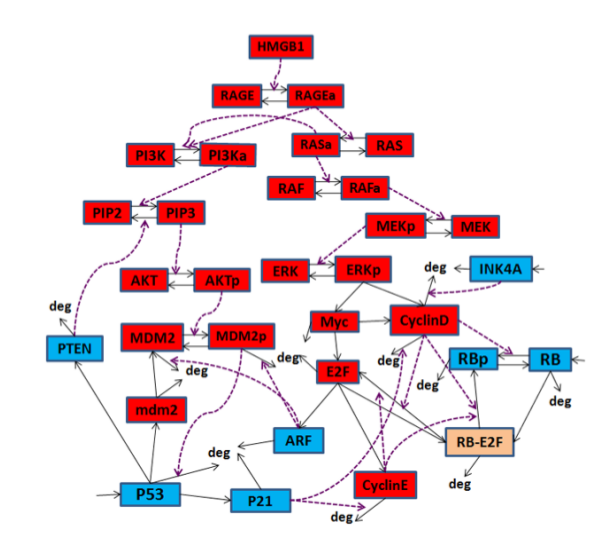 HMGB1
RAGE
RAGEa
RASa
RAS
PI3K
PI3Ka
RAF
RAFa
PIP2
PIP3
MEKp
MEK
ERK
ERKp
deg
INK4A
AKT
AKTp
deg
Myc
CyclinD
MDM2
MDM2p
PTEN
deg
deg
deg
RBp
RB
E2F
deg
deg
mdm2
ARF
RB-E2F
deg
deg
P53
P21
CyclinE
deg
deg